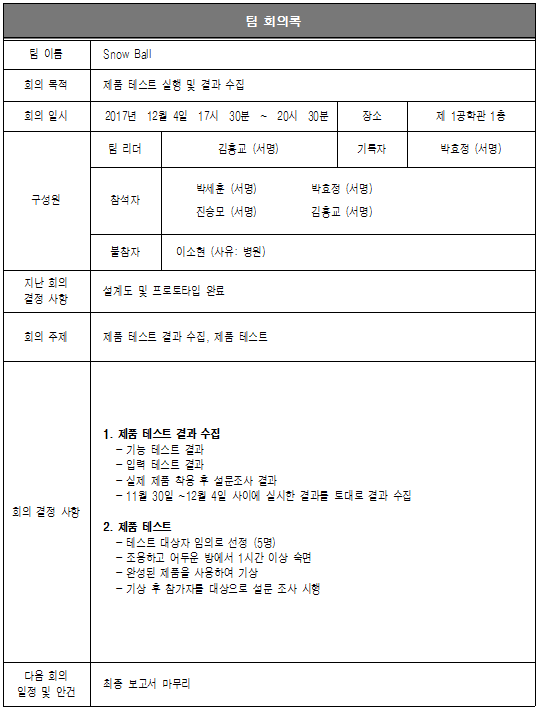 팀 회의록
팀 이름 Snow Ball
회의 목적 제품 테스트 실행 및 결과 수집
회의 일시 2017년 12월 4일 17시 30분 ~ 20시 30분 장소 제 1공학관 1층
구성원 팀 리더 김홍교 (서명) 기록자 박효정 (서명)
참석자 박세훈 (서명) 박효정 (서명)
진승모 (서명) 김홍교 (서명)
불참자 이소현 (사유: 병원)
지난 회의
결정 사항
설계도 및 프로토타입 완료
회의 주제 제품 테스트 결과 수집, 제품 테스트
회의 결정 사항
1. 제품 테스트 결과 수집
- 기능 테스트 결과
- 입력 테스트 결과
- 실제 제품 착용 후 설문조사 결과
- 11월 30일 ~12월 4일 사이에 실시한 결과를 토대로 결과 수집
2. 제품 테스트
- 테스트 대상자 임의로 선정 (5명)
- 조용하고 어두운 방에서 1시간 이상 숙면
- 완성된 제품을 사용하여 기상
- 기상 후 참가자를 대상으로 설문 조사 시행
다음 회의
일정 및 안건
최종 보고서 마무리